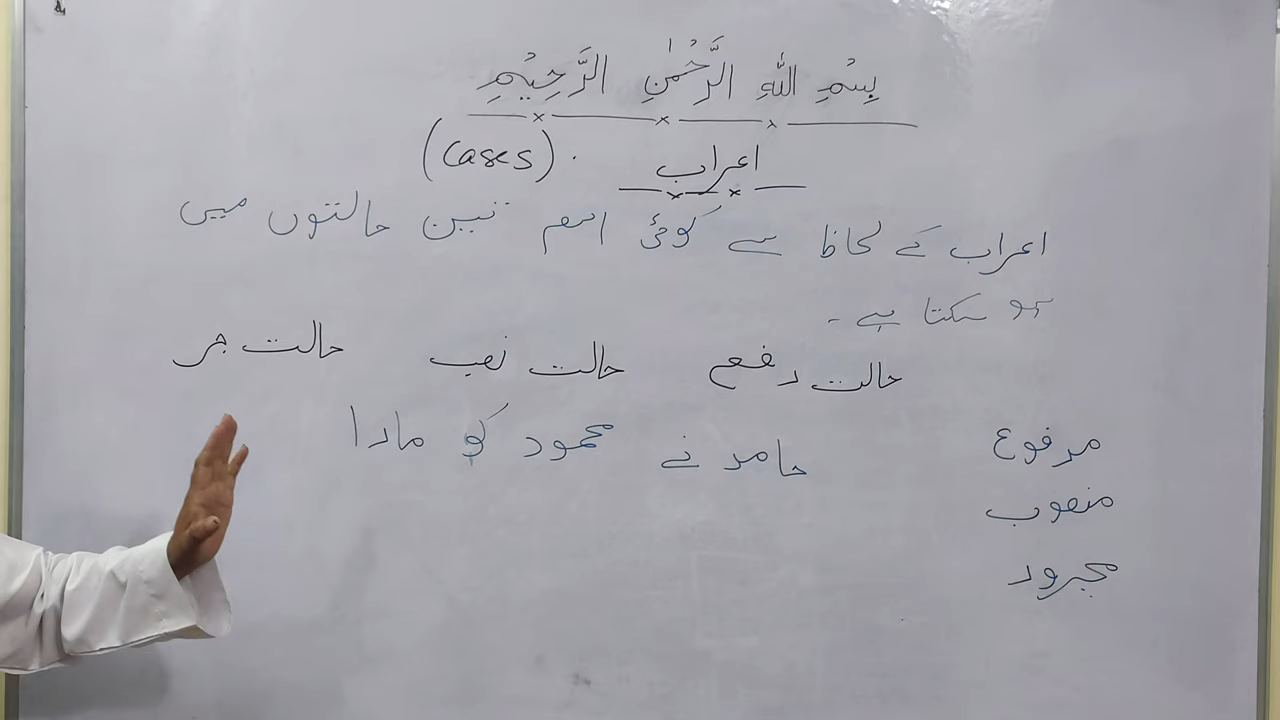 بِسْمِ اللّٰهِ الرَّحْمٰنِ الرَّحِيْمِ
اعراب (Cases)
اعراب کے لحاظ سے کوئی اسم تین حالتوں میں
ہو سکتا ہے۔
حالت رفع حالت نصب حالت جر
حامد نے محمود کو مارا
مرفوع
منصوب
مجرور